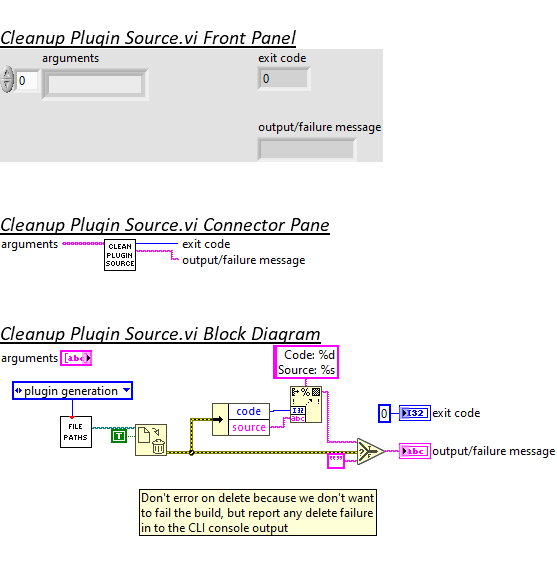 Cleanup Plugin Source.vi Front Panel
arguments
exit code
0
0
output/failure message
Cleanup Plugin Source.vi Connector Pane
arguments
CLEAN
PLUGIN
SOURCE
exit code
output/failure message
Cleanup Plugin Source.vi Block Diagram
arguments
abc
Code: %d
Source: %s
plugin generation
FILE
PATHS
T
code
source
%
I32
abc
0
I32
exit code
?
T
F
abc
output/failure message
""
Don't error on delete because we don't want
to fail the build, but report any delete failure
in to the CLI console output